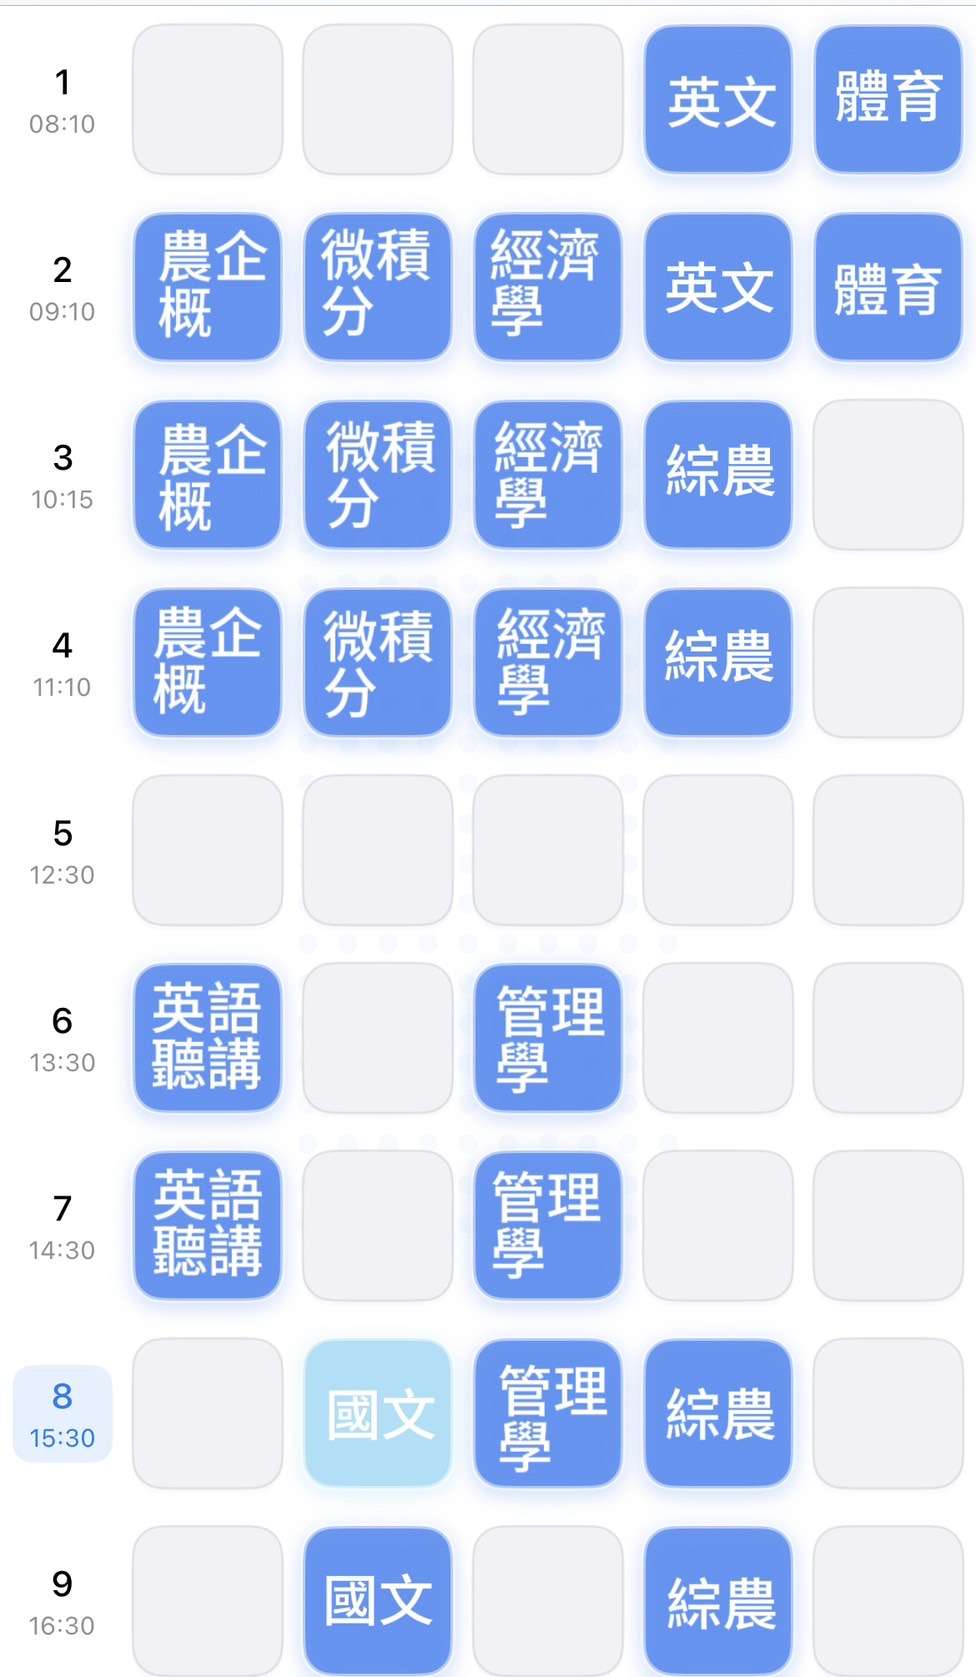 1
08:10
英文
體育
2
09:10
農企
概
微積
分
經濟
學
英文
體育
3
10:15
農企
概
微積
分
經濟
學
綜農
4
11:10
農企
概
微積
分
經濟
學
綜農
5
12:30
6
13:30
英語
聽講
管理
學
7
14:30
英語
聽講
管理
學
8
15:30
國文
管理
學
綜農
9
16:30
國文
綜農